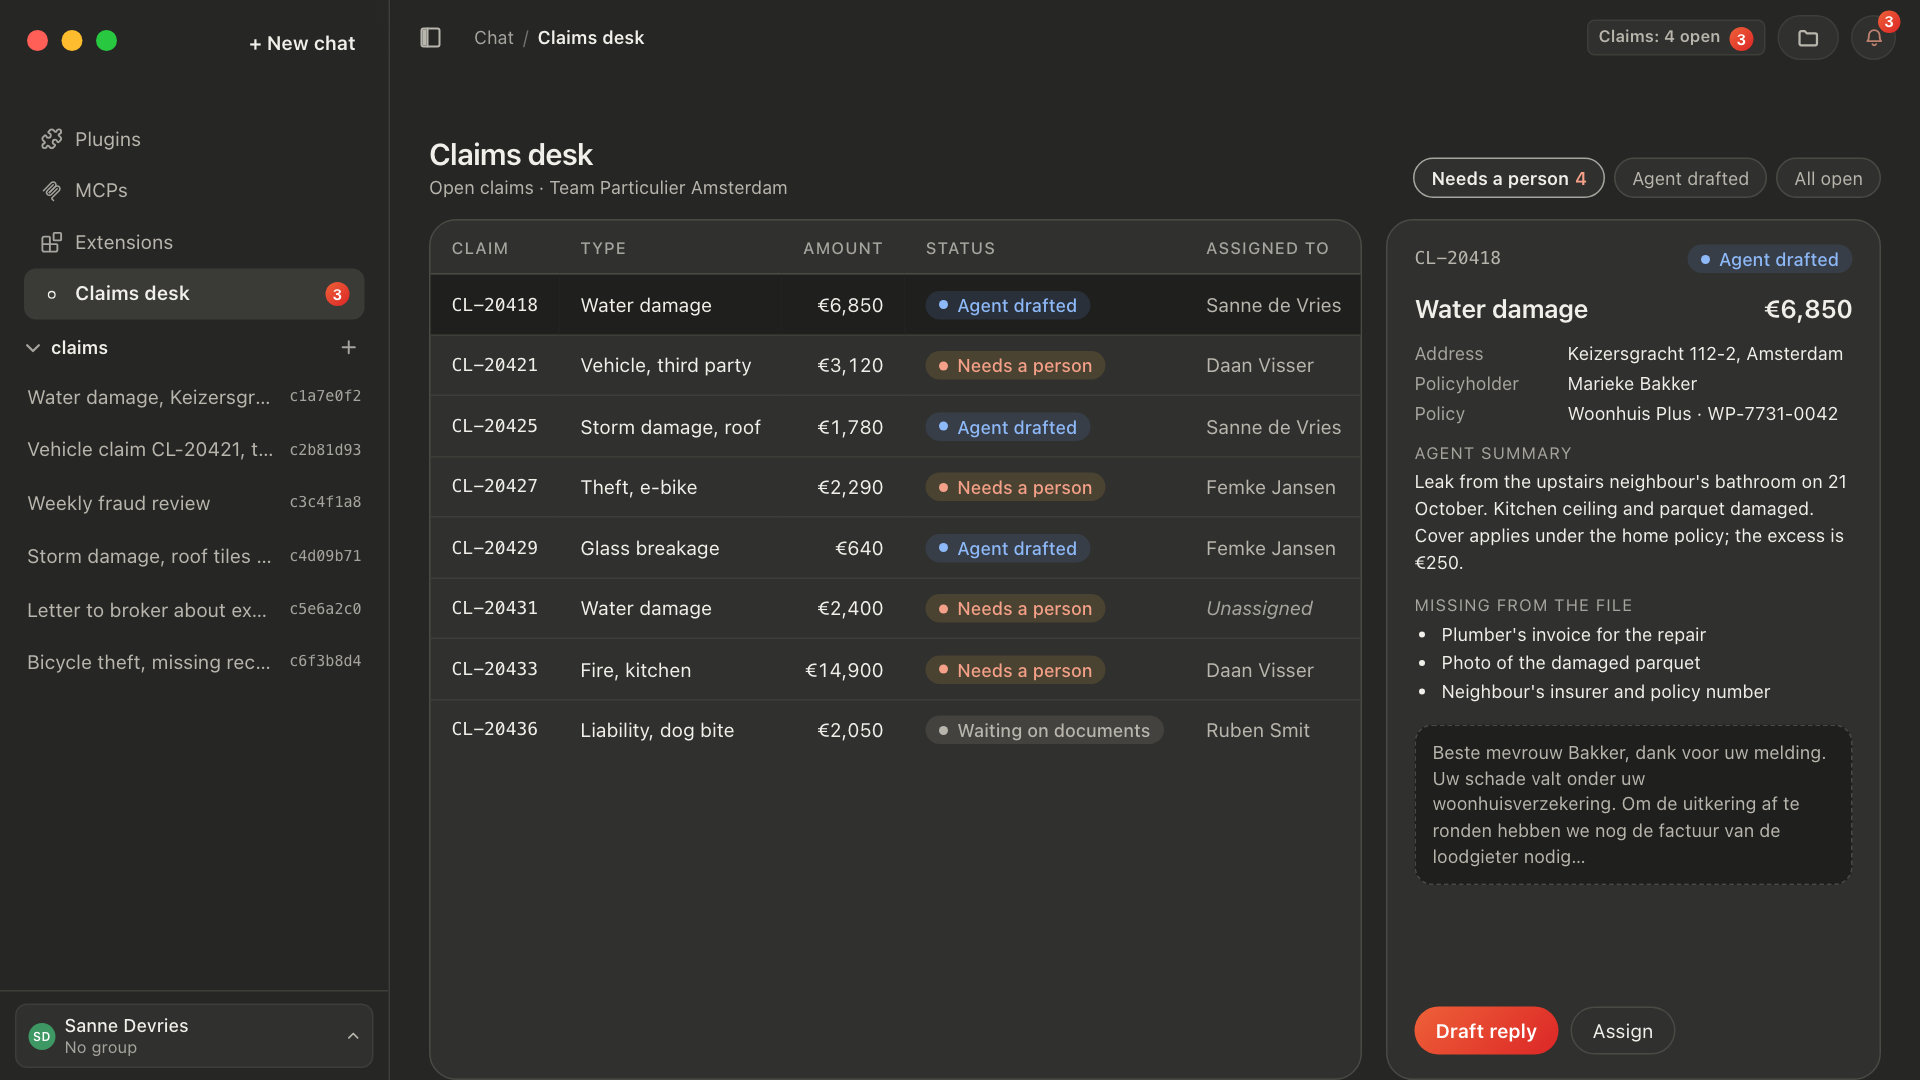 + New chat
Plugins
MCPs
Extensions
Claims desk 3
claims
Water damage, Keizersgr... c1a7e0f2
Vehicle claim CL-20421, t... c2b81d93
Weekly fraud review c3c4f1a8
Storm damage, roof tiles ... c4d09b71
Letter to broker about ex... c5e6a2c0
Bicycle theft, missing rec... c6f3b8d4
SD
Sanne Devries
No group
Chat / Claims desk
Claims: 4 open 3
3
Claims desk
Open claims · Team Particulier Amsterdam
Needs a person 4
Agent drafted
All open
CLAIM TYPE AMOUNT STATUS ASSIGNED TO
CL-20418 Water damage €6,850 Agent drafted Sanne de Vries
CL-20421 Vehicle, third party €3,120 Needs a person Daan Visser
CL-20425 Storm damage, roof €1,780 Agent drafted Sanne de Vries
CL-20427 Theft, e-bike €2,290 Needs a person Femke Jansen
CL-20429 Glass breakage €640 Agent drafted Femke Jansen
CL-20431 Water damage €2,400 Needs a person Unassigned
CL-20433 Fire, kitchen €14,900 Needs a person Daan Visser
CL-20436 Liability, dog bite €2,050 Waiting on documents Ruben Smit
CL-20418 Agent drafted
Water damage €6,850
Address Keizersgracht 112-2, Amsterdam
Policyholder Marieke Bakker
Policy Woonhuis Plus · WP-7731-0042
AGENT SUMMARY
Leak from the upstairs neighbour's bathroom on 21
October. Kitchen ceiling and parquet damaged.
Cover applies under the home policy; the excess is
€250.
MISSING FROM THE FILE
• Plumber's invoice for the repair
• Photo of the damaged parquet
• Neighbour's insurer and policy number
Beste mevrouw Bakker, dank voor uw melding.
Uw schade valt onder uw
woonhuisverzekering. Om de uitkering af te
ronden hebben we nog de factuur van de
loodgieter nodig...
Draft reply
Assign